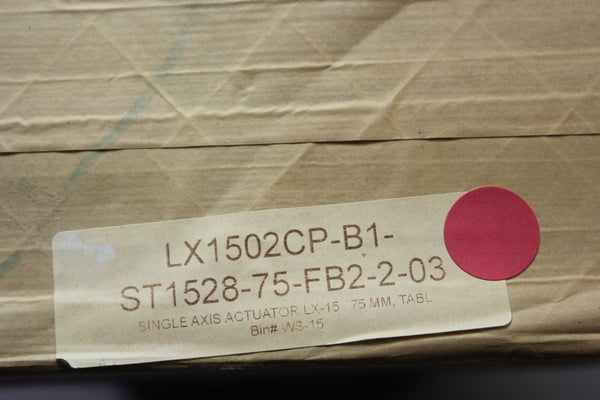 LX1502CP-B1-
ST1528-75-FB2-2-03
SINGLE AXIS ACTUATOR LX-15 75 MM, TABL
Bin# WS-15